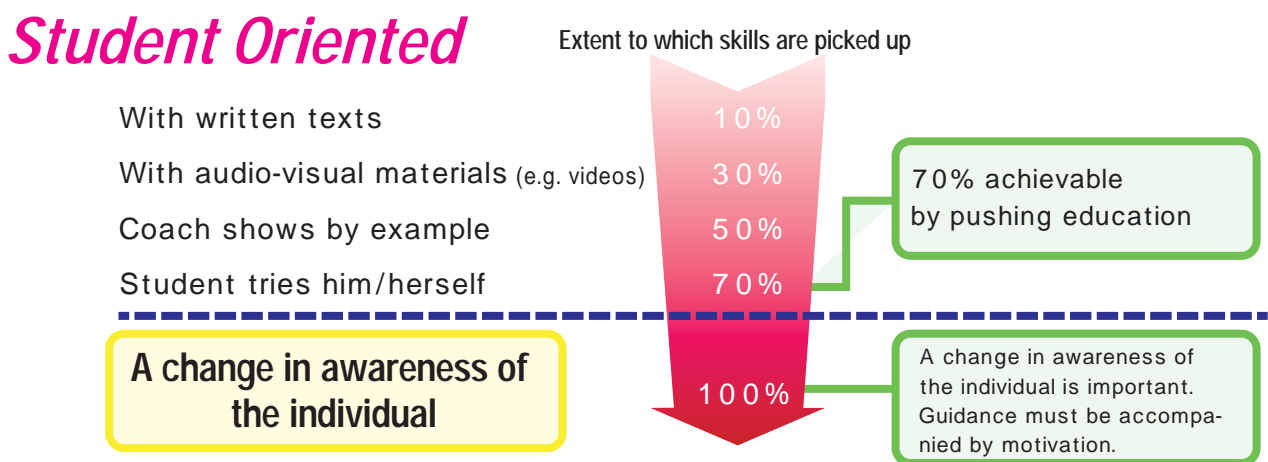 Student Oriented
Extent to which skills are picked up
With written texts 10%
With audio-visual materials (e.g. videos) 30%
Coach shows by example 50%
Student tries him/herself 70%
70% achievable
by pushing education
A change in awareness of
the individual
100%
A change in awareness of
the individual is important.
Guidance must be accompa-
nied by motivation.